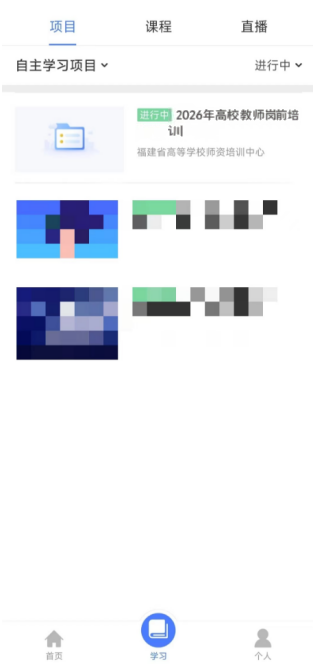 项目 课程 直播
自主学习项目 进行中
进行中 2026年高校教师岗前培
训
福建省高等学校师资培训中心
首页 学习 个人